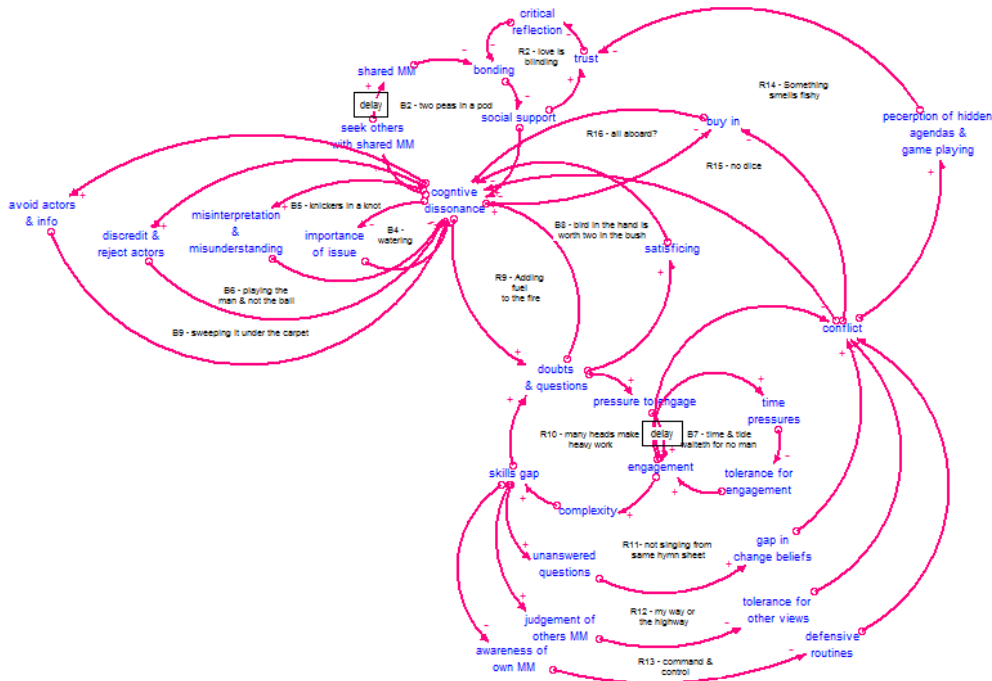 critical
reflection
R2 - love is
blinding
trust
shared MM
bonding
R14 - Something
smells fishy
delay
B2 - two peas in a pod
social support
buy in
pecerption of hidden
agendas &
game playing
seek others
with shared MM
R16 - all aboard?
R15 - no dice
cogntive
dissonance
avoid actors
& info
discredit &
reject actors
misinterpretation
&
misunderstanding
B5 - knickers in a knot
importance
of issue
B4 -
watering
B8 - bird in the hand is
worth two in the bush
satisficing
B6 - playing the
man & not the ball
R9 - Adding
fuel
to the fire
B9 - sweeping it under the carpet
conflict
doubts
& questions
pressure to engage
time
pressures
R10 - many heads make
heavy work
delay
B7 - time & tide
waiteth for no man
engagement
tolerance for
engagement
skills gap
complexity
unanswered
questions
R11 - not singing from
same hymn sheet
gap in
change beliefs
judgement of
others MM
R12 - my way or
the highway
tolerance for
other views
awareness of
own MM
R13 - command &
control
defensive
routines